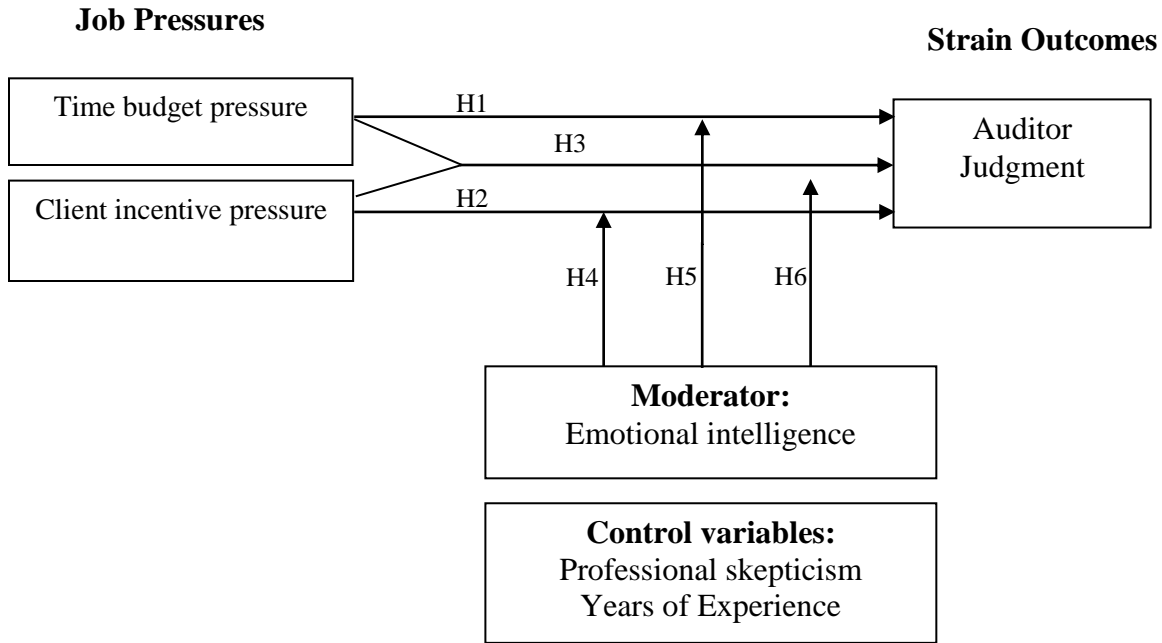 Job Pressures
Strain Outcomes
Time budget pressure
H1
Auditor
Judgment
H3
Client incentive pressure
H2
H4
H5
H6
Moderator:
Emotional intelligence
Control variables:
Professional skepticism
Years of Experience